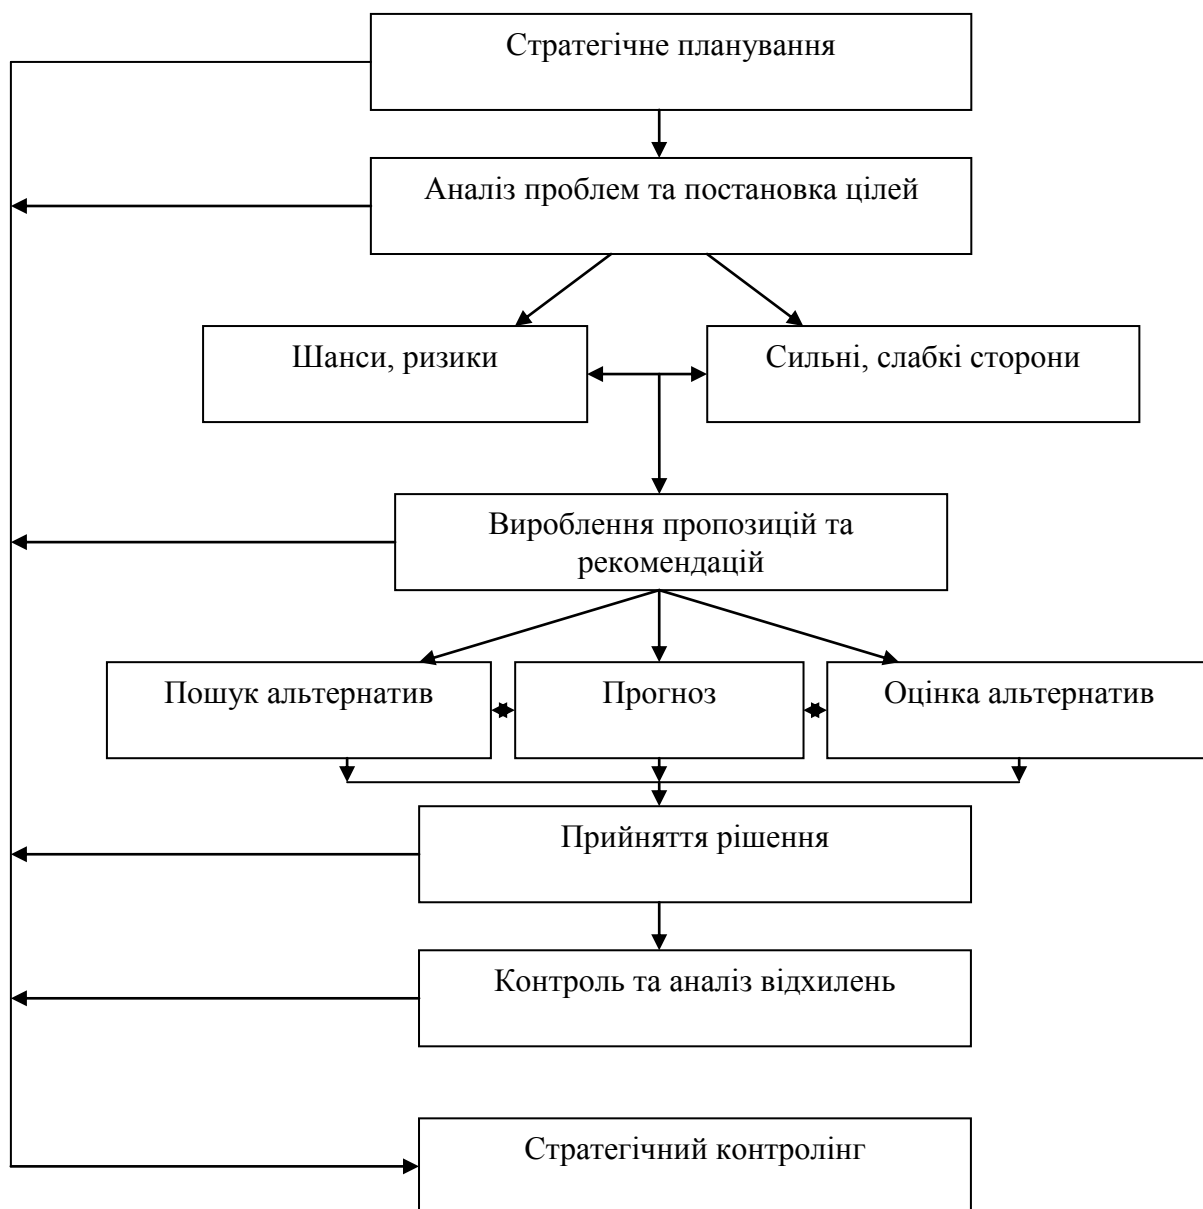 Стратегічне планування
Аналіз проблем та постановка цілей
Шанси, ризики
Сильні, слабкі сторони
Вироблення пропозицій та
рекомендацій
Пошук альтернатив
Прогноз
Оцінка альтернатив
Прийняття рішення
Контроль та аналіз відхилень
Стратегічний контролінг